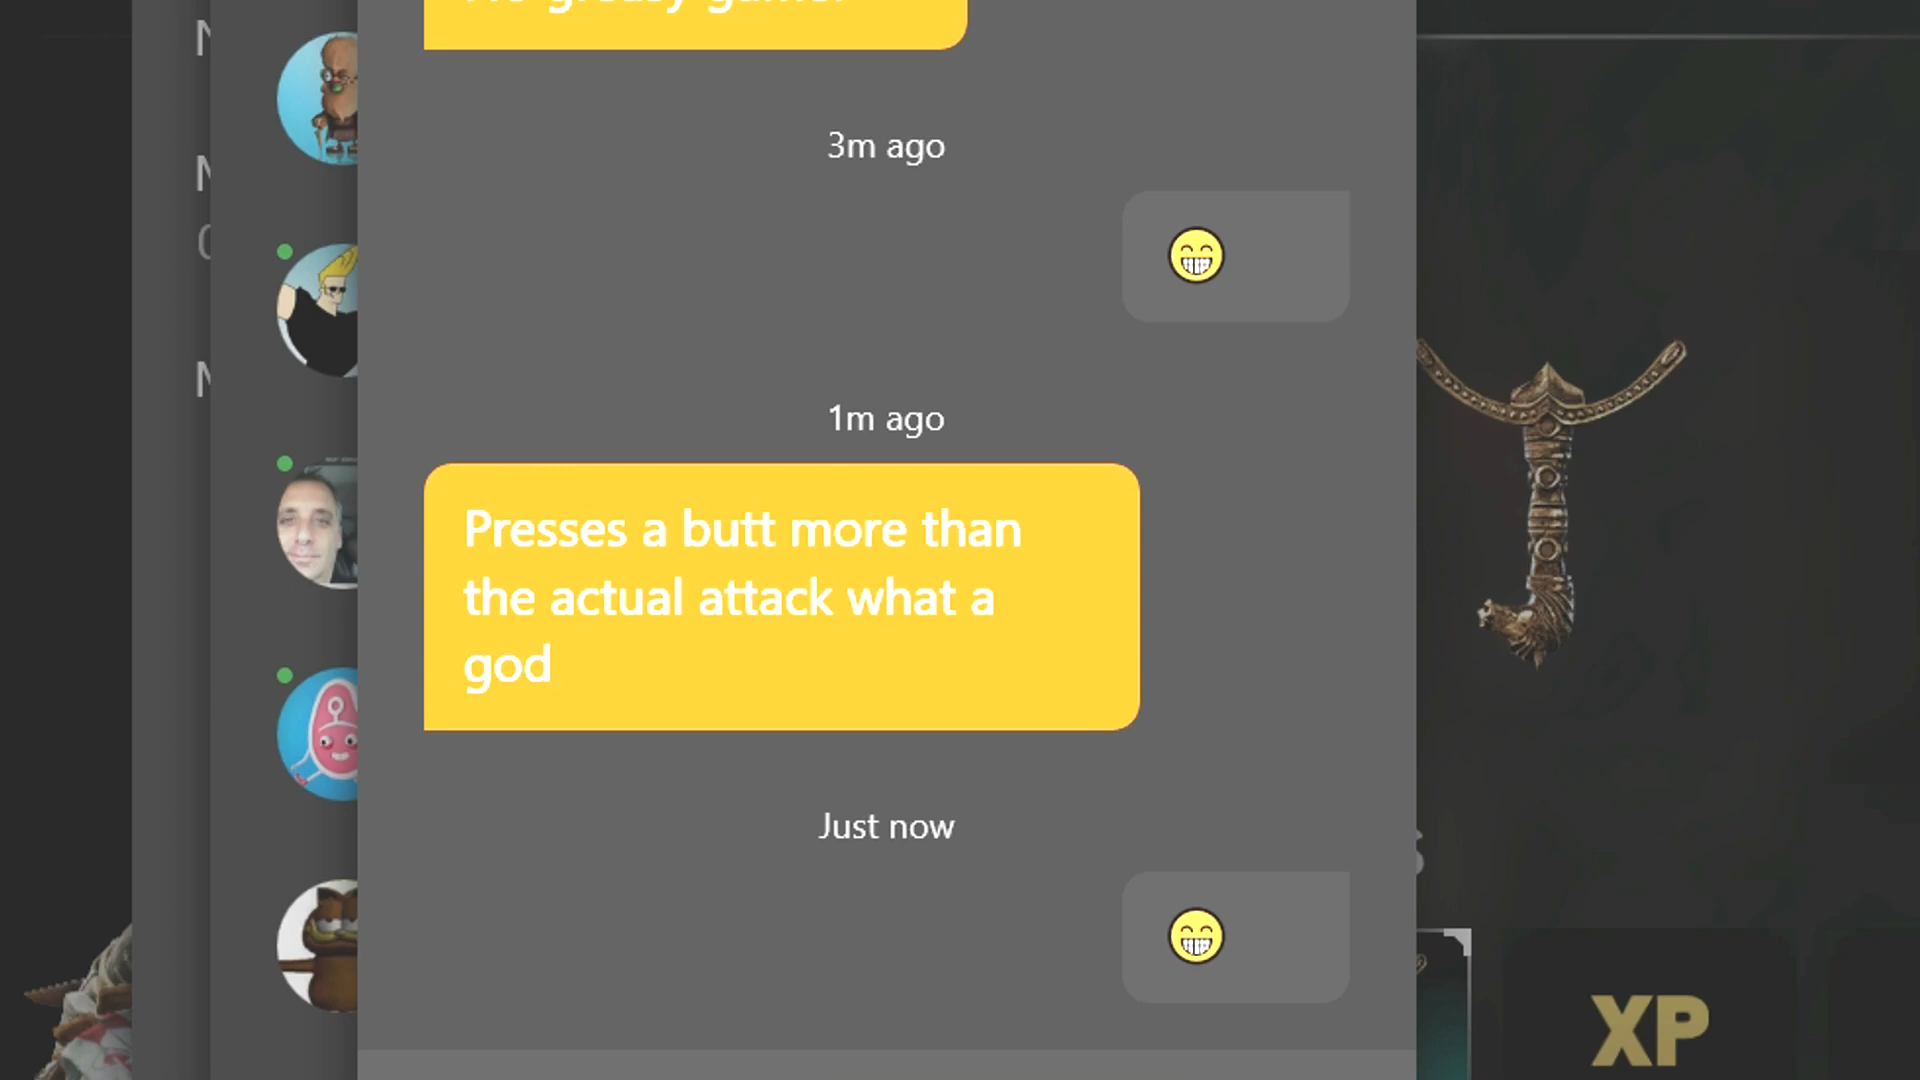 3m ago
1m ago
Presses a butt more than
the actual attack what a
god
Just now
XP